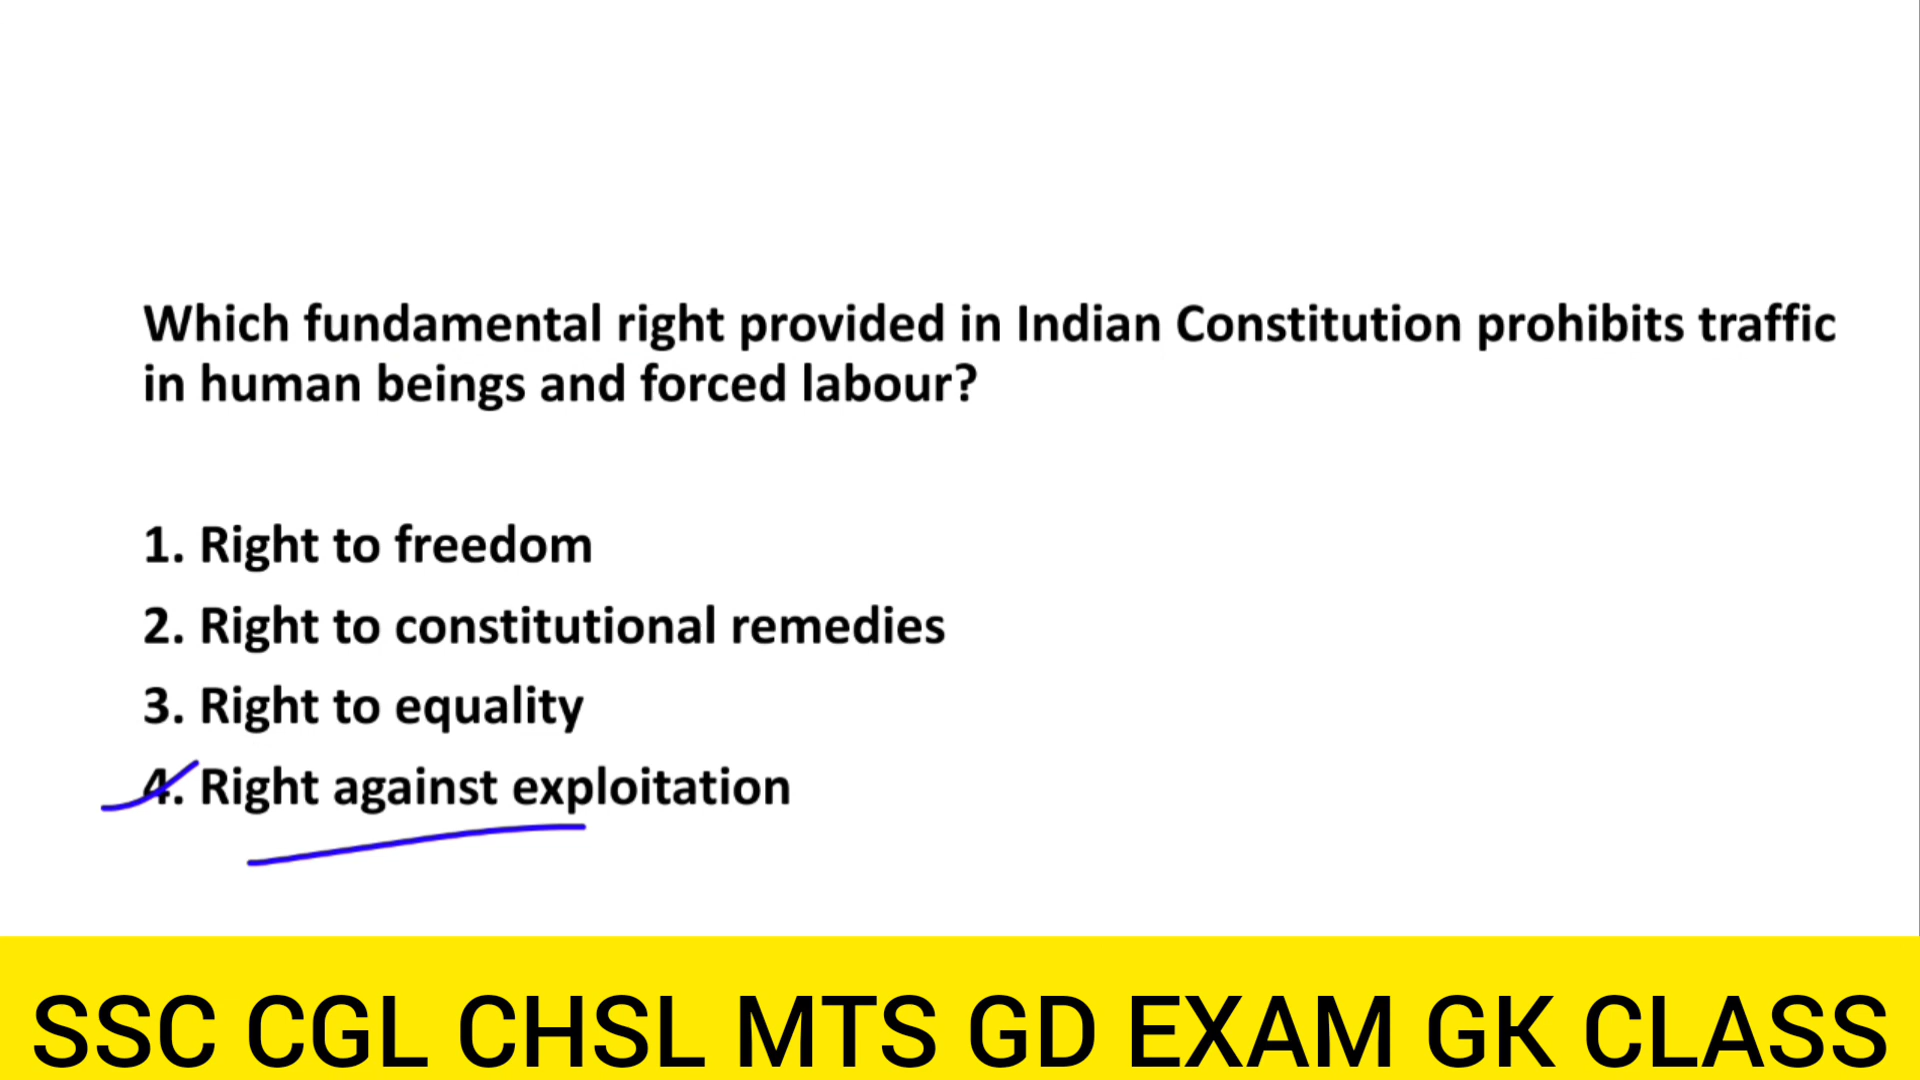 Which fundamental right provided in Indian Constitution prohibits traffic
in human beings and forced labour?
1. Right to freedom
2. Right to constitutional remedies
3. Right to equality
4. Right against exploitation
SSC CGL CHSL MTS GD EXAM GK CLASS